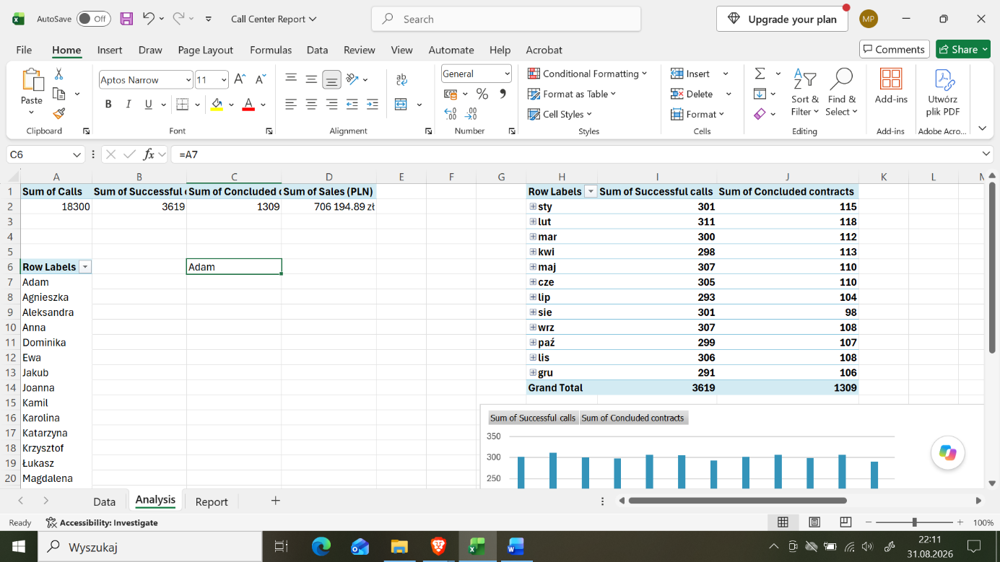 AutoSave Off Call Center Report Search Upgrade your plan MP
File Home Insert Draw Page Layout Formulas Data Review View Automate Help Acrobat Comments Share
Paste Aptos Narrow 11 General Conditional Formatting Insert
B I U A Format as Table Delete Sort & Filter Find & Select Add-ins Utwórz plik PDF
Cell Styles Format
Clipboard Font Alignment Number Styles Cells Editing Add-ins Adobe Acro...
C6 fx =A7
A B C D E F G H I J K L
1 Sum of Calls Sum of Successful Sum of Concluded Sum of Sales (PLN) Row Labels Sum of Successful calls Sum of Concluded contracts
2 18300 3619 1309 706 194.89 zł sty 301 115
3 lut 311 118
4 mar 300 112
5 kwi 298 113
6 Row Labels Adam maj 307 110
7 Adam cze 305 110
8 Agnieszka lip 293 104
9 Aleksandra sie 301 98
10 Anna wrz 307 108
11 Dominika paź 299 107
12 Ewa lis 306 108
13 Jakub gru 291 106
14 Joanna Grand Total 3619 1309
15 Kamil
16 Karolina Sum of Successful calls Sum of Concluded contracts
17 Katarzyna 350
18 Krzysztof
19 Łukasz 300
20 Magdalena 250
Data Analysis Report
Ready Accessibility: Investigate 100%
Wyszukaj 22:11
31.08.2026